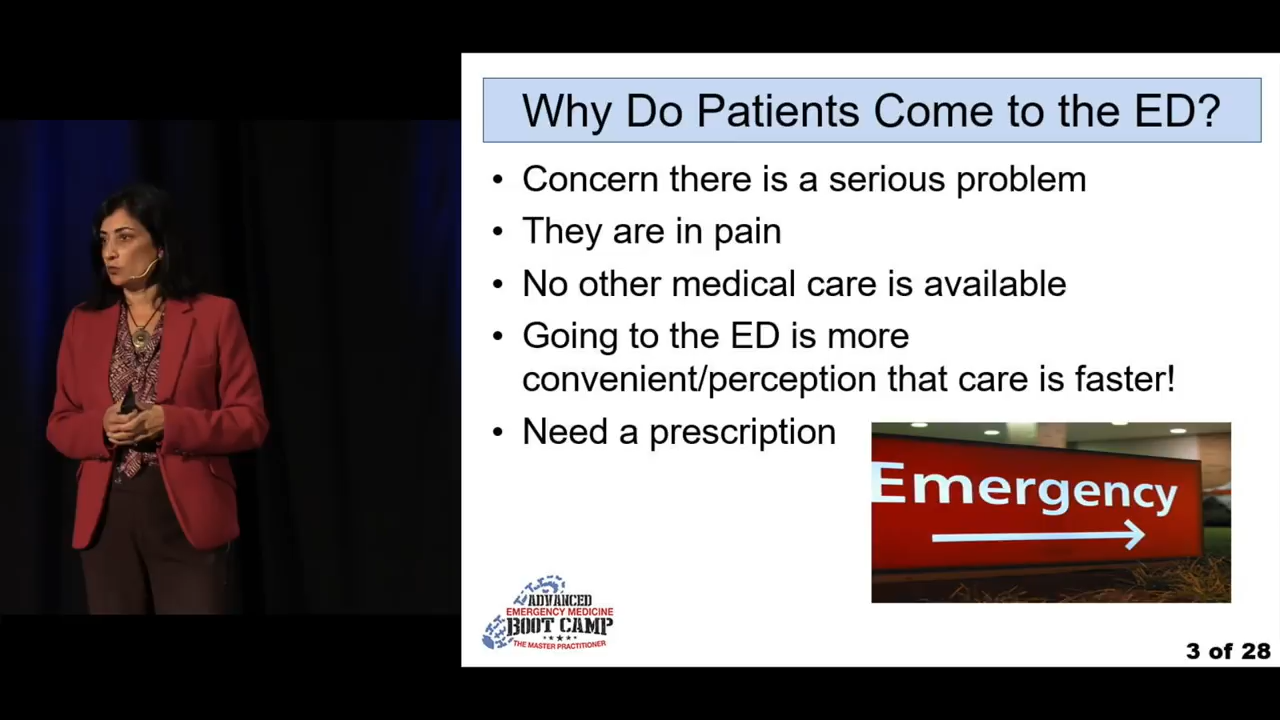 Why Do Patients Come to the ED?
• Concern there is a serious problem
• They are in pain
• No other medical care is available
• Going to the ED is more
convenient/perception that care is faster!
• Need a prescription
Emergency
ADVANCED
EMERGENCY MEDICINE
BOOT CAMP
THE MASTER PRACTITIONER
3 of 28